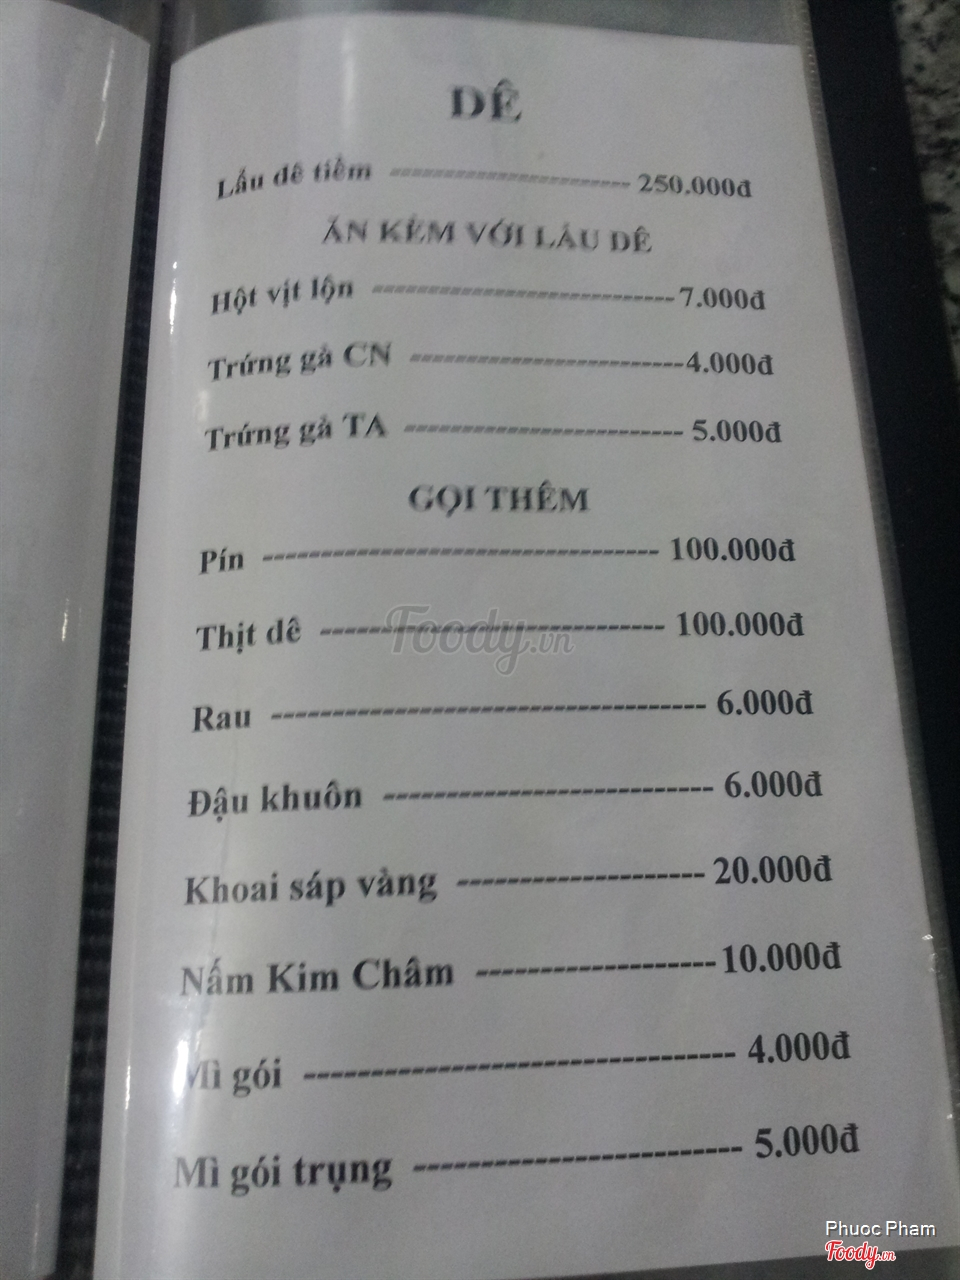 DÊ
Lẩu dê tiềm ------------------------- 250.000đ
ĂN KÈM VỚI LẨU DÊ
Hột vịt lộn ------------------------------- 7.000đ
Trứng gà CN ---------------------------- 4.000đ
Trứng gà TA ---------------------------- 5.000đ
GỌI THÊM
Pín ---------------------------------- 100.000đ
Thịt dê ----------------------------- 100.000đ
Rau ------------------------------------ 6.000đ
Đậu khuôn --------------------------- 6.000đ
Khoai sáp vàng -------------------- 20.000đ
Nấm Kim Châm ------------------- 10.000đ
Mì gói ---------------------------------- 4.000đ
Mì gói trụng -------------------------- 5.000đ
Foody.vn
Phuoc Pham
Foody.vn